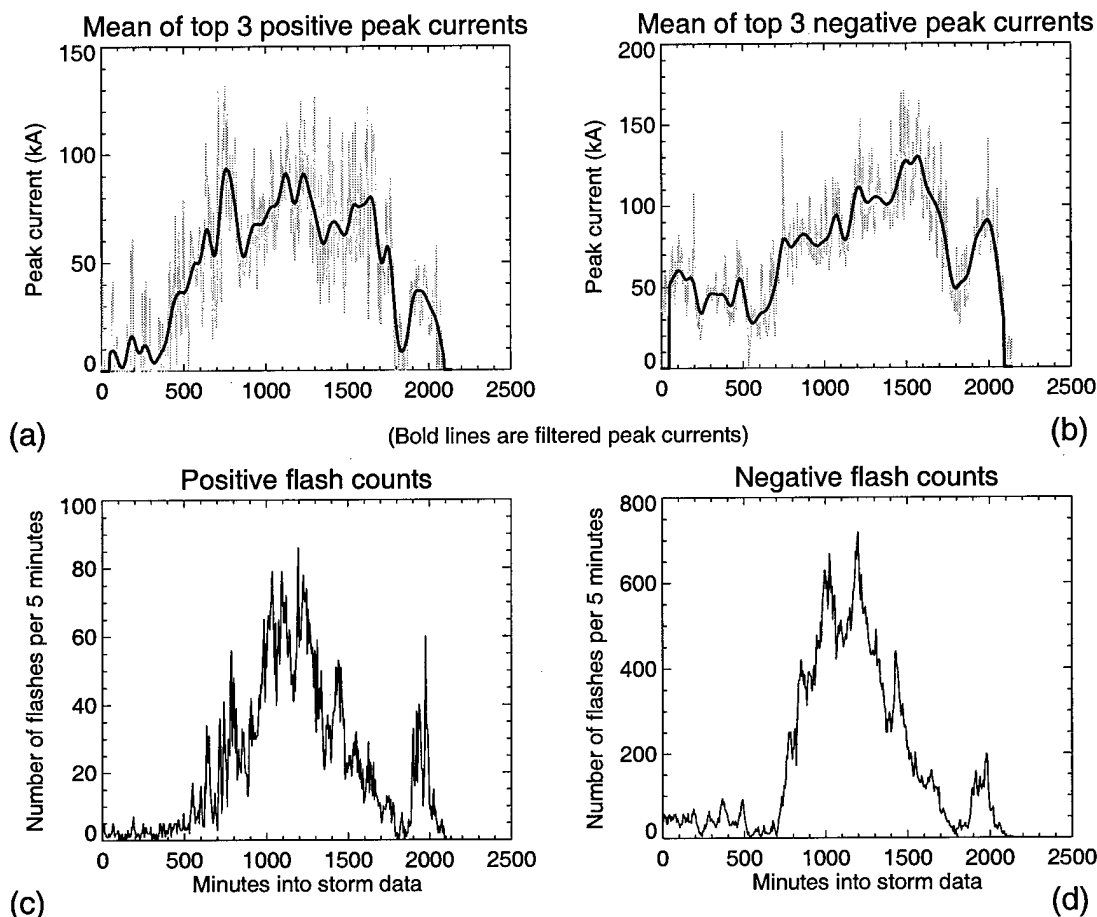 Mean of top 3 positive peak currents
Peak current (kA)
150
100
50
0
0 500 1000 1500 2000 2500
(a)
Mean of top 3 negative peak currents
Peak current (kA)
200
150
100
50
0
0 500 1000 1500 2000 2500
(b)
(Bold lines are filtered peak currents)
Positive flash counts
Number of flashes per 5 minutes
100
80
60
40
20
0
0 500 1000 1500 2000 2500
Minutes into storm data
(c)
Negative flash counts
Number of flashes per 5 minutes
800
600
400
200
0
0 500 1000 1500 2000 2500
Minutes into storm data
(d)